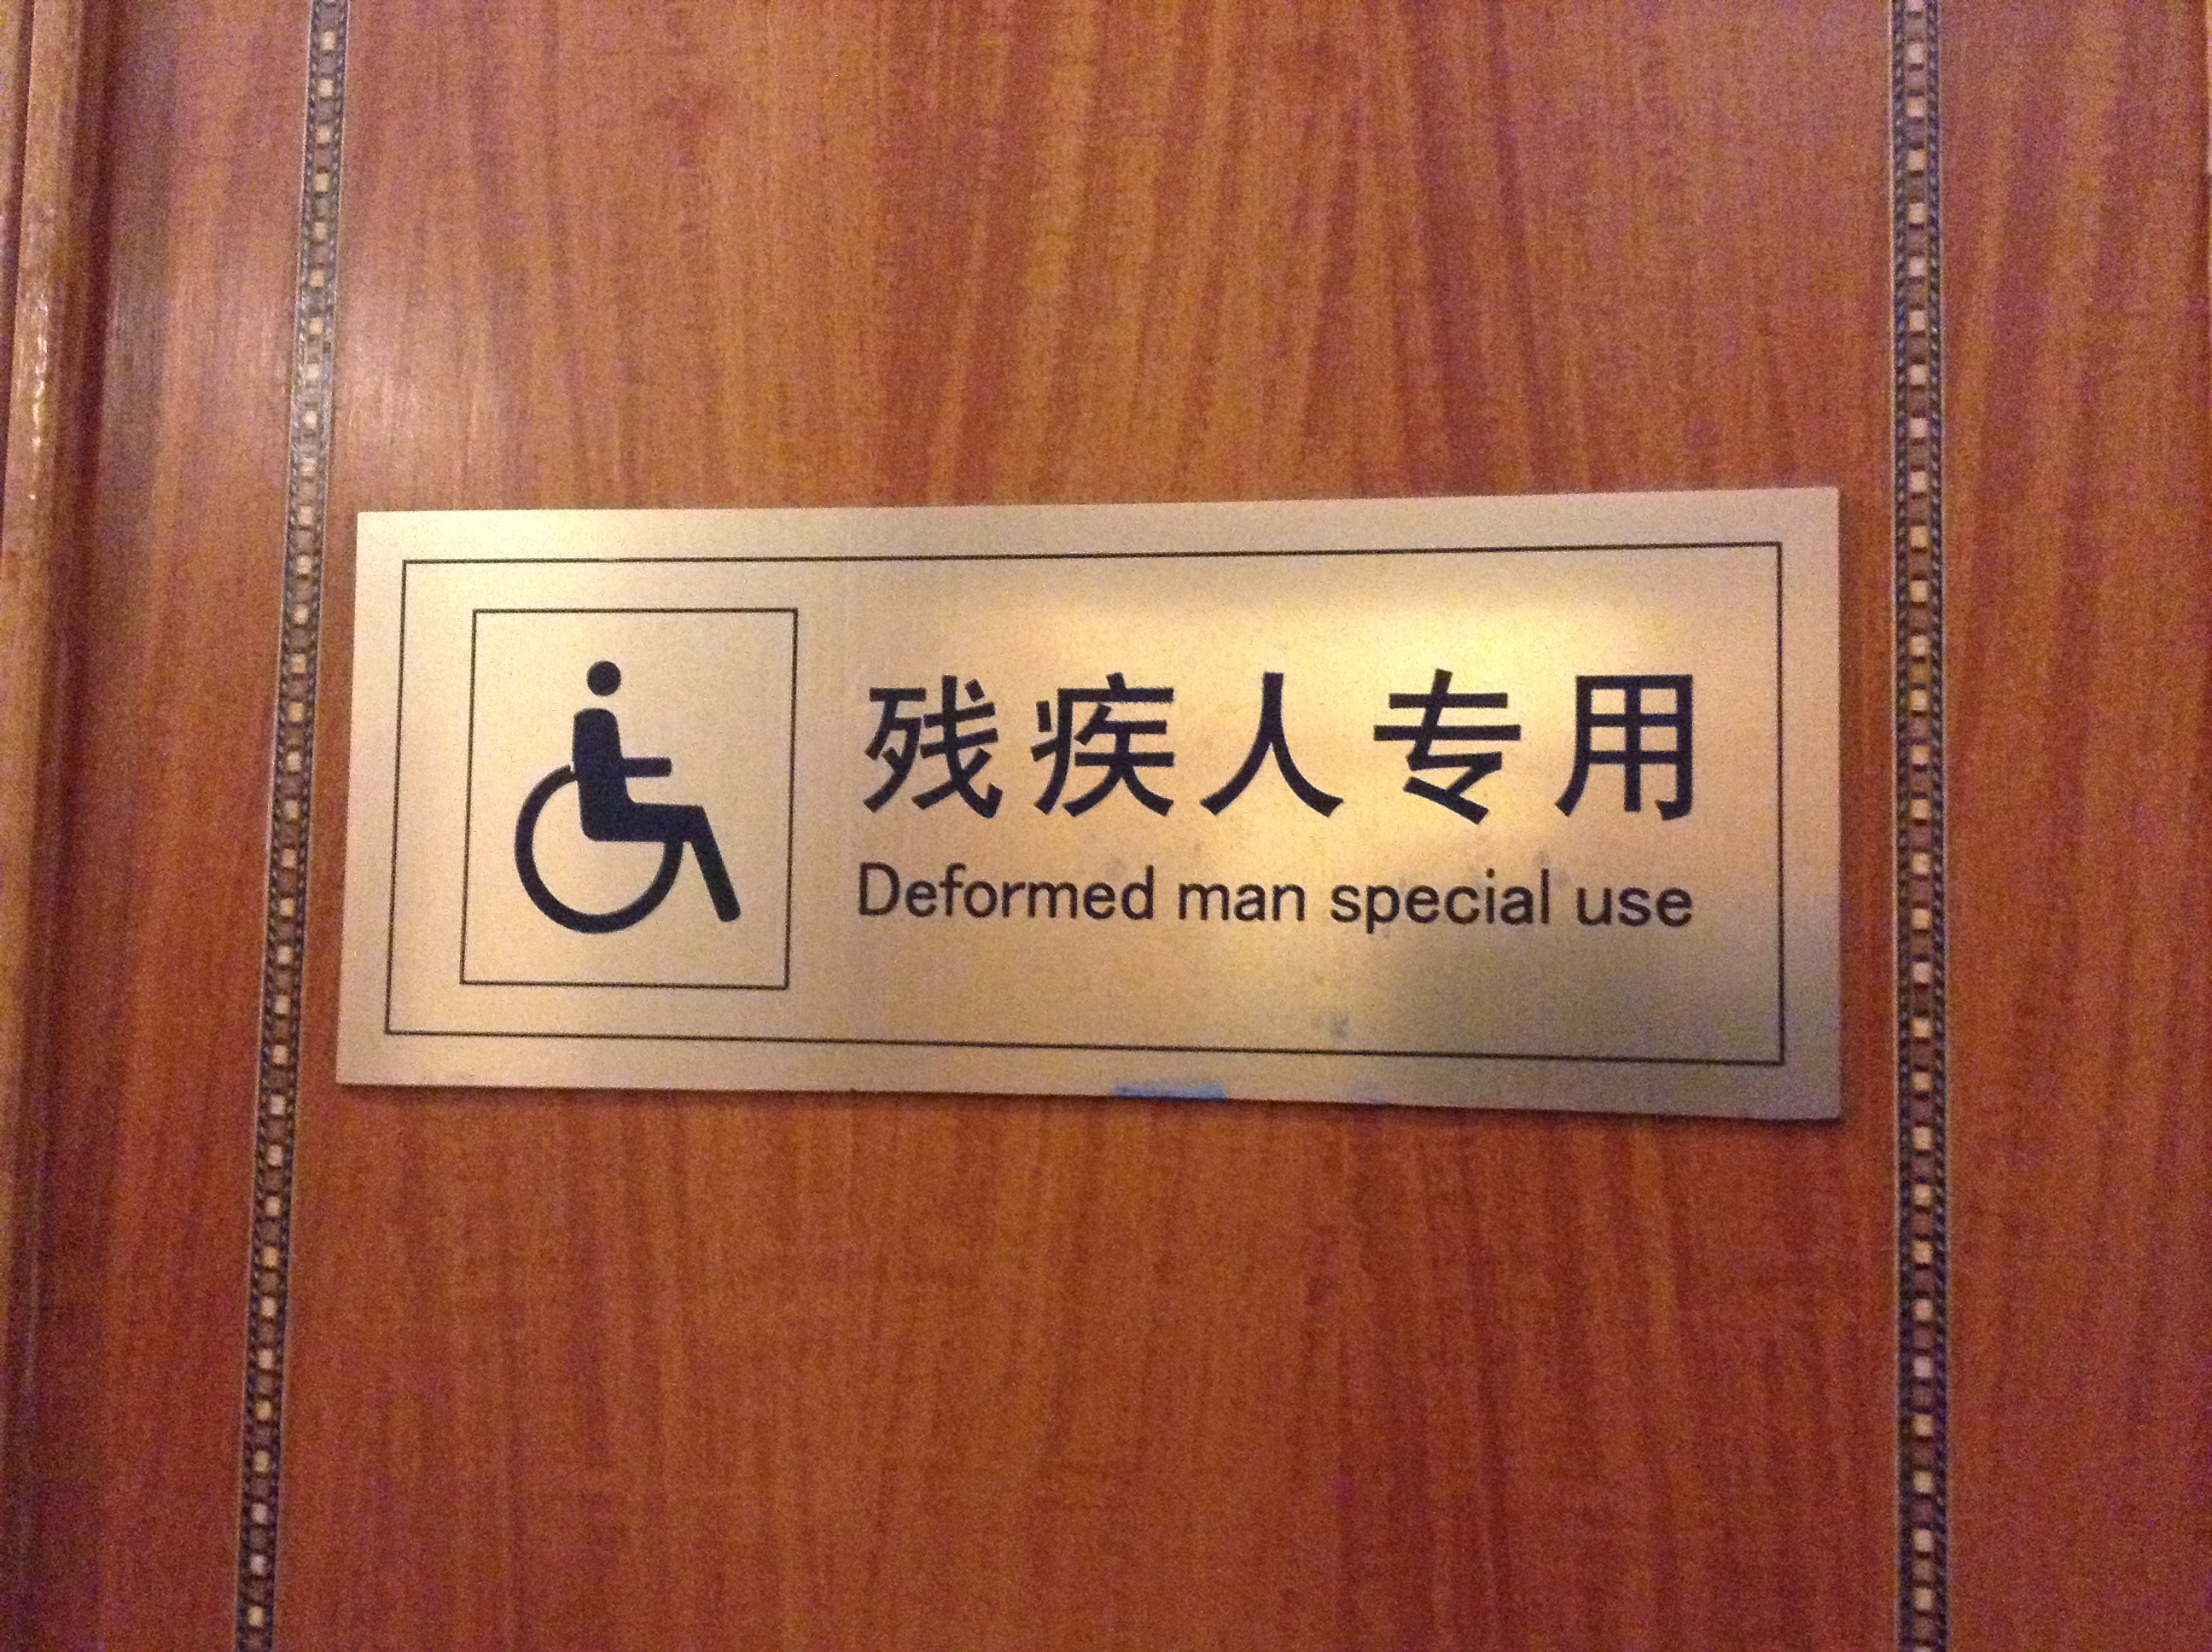 残疾人专用
Deformed man special use